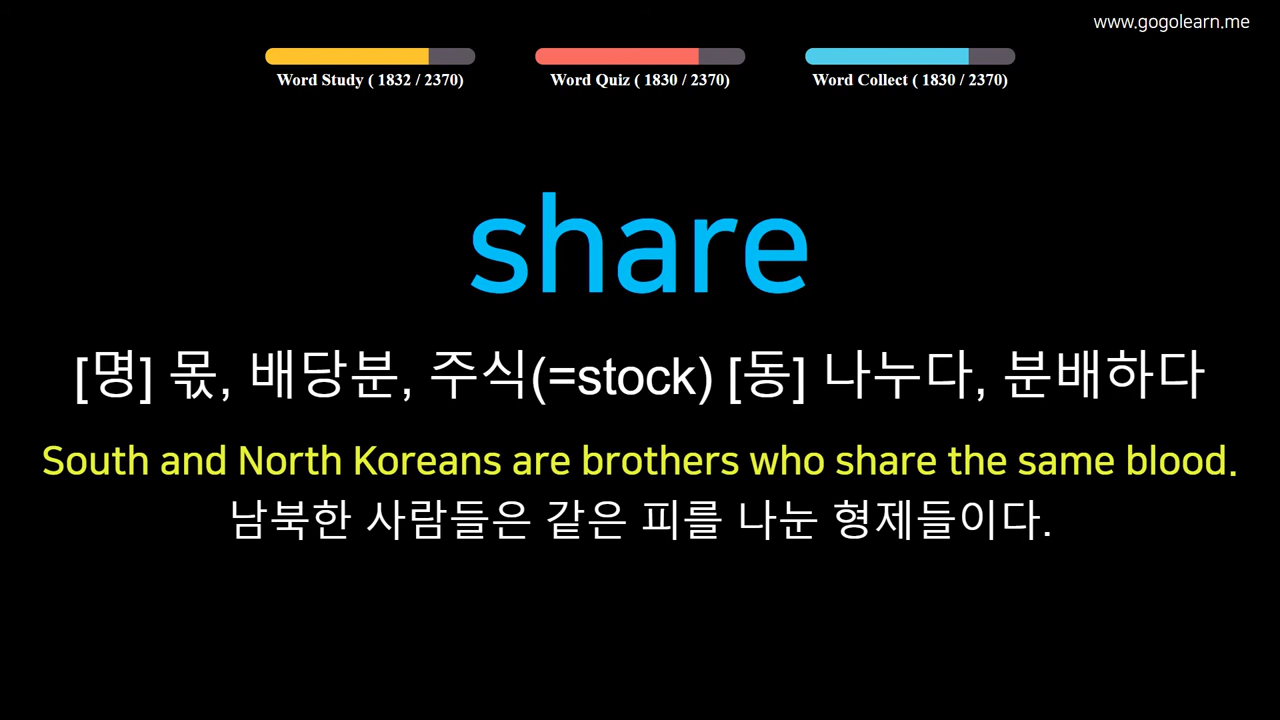 www.gogolearn.me
Word Study ( 1832 / 2370)
Word Quiz ( 1830 / 2370)
Word Collect ( 1830 / 2370)
share
[명] 몫, 배당분, 주식(=stock) [동] 나누다, 분배하다
South and North Koreans are brothers who share the same blood.
남북한 사람들은 같은 피를 나눈 형제들이다.